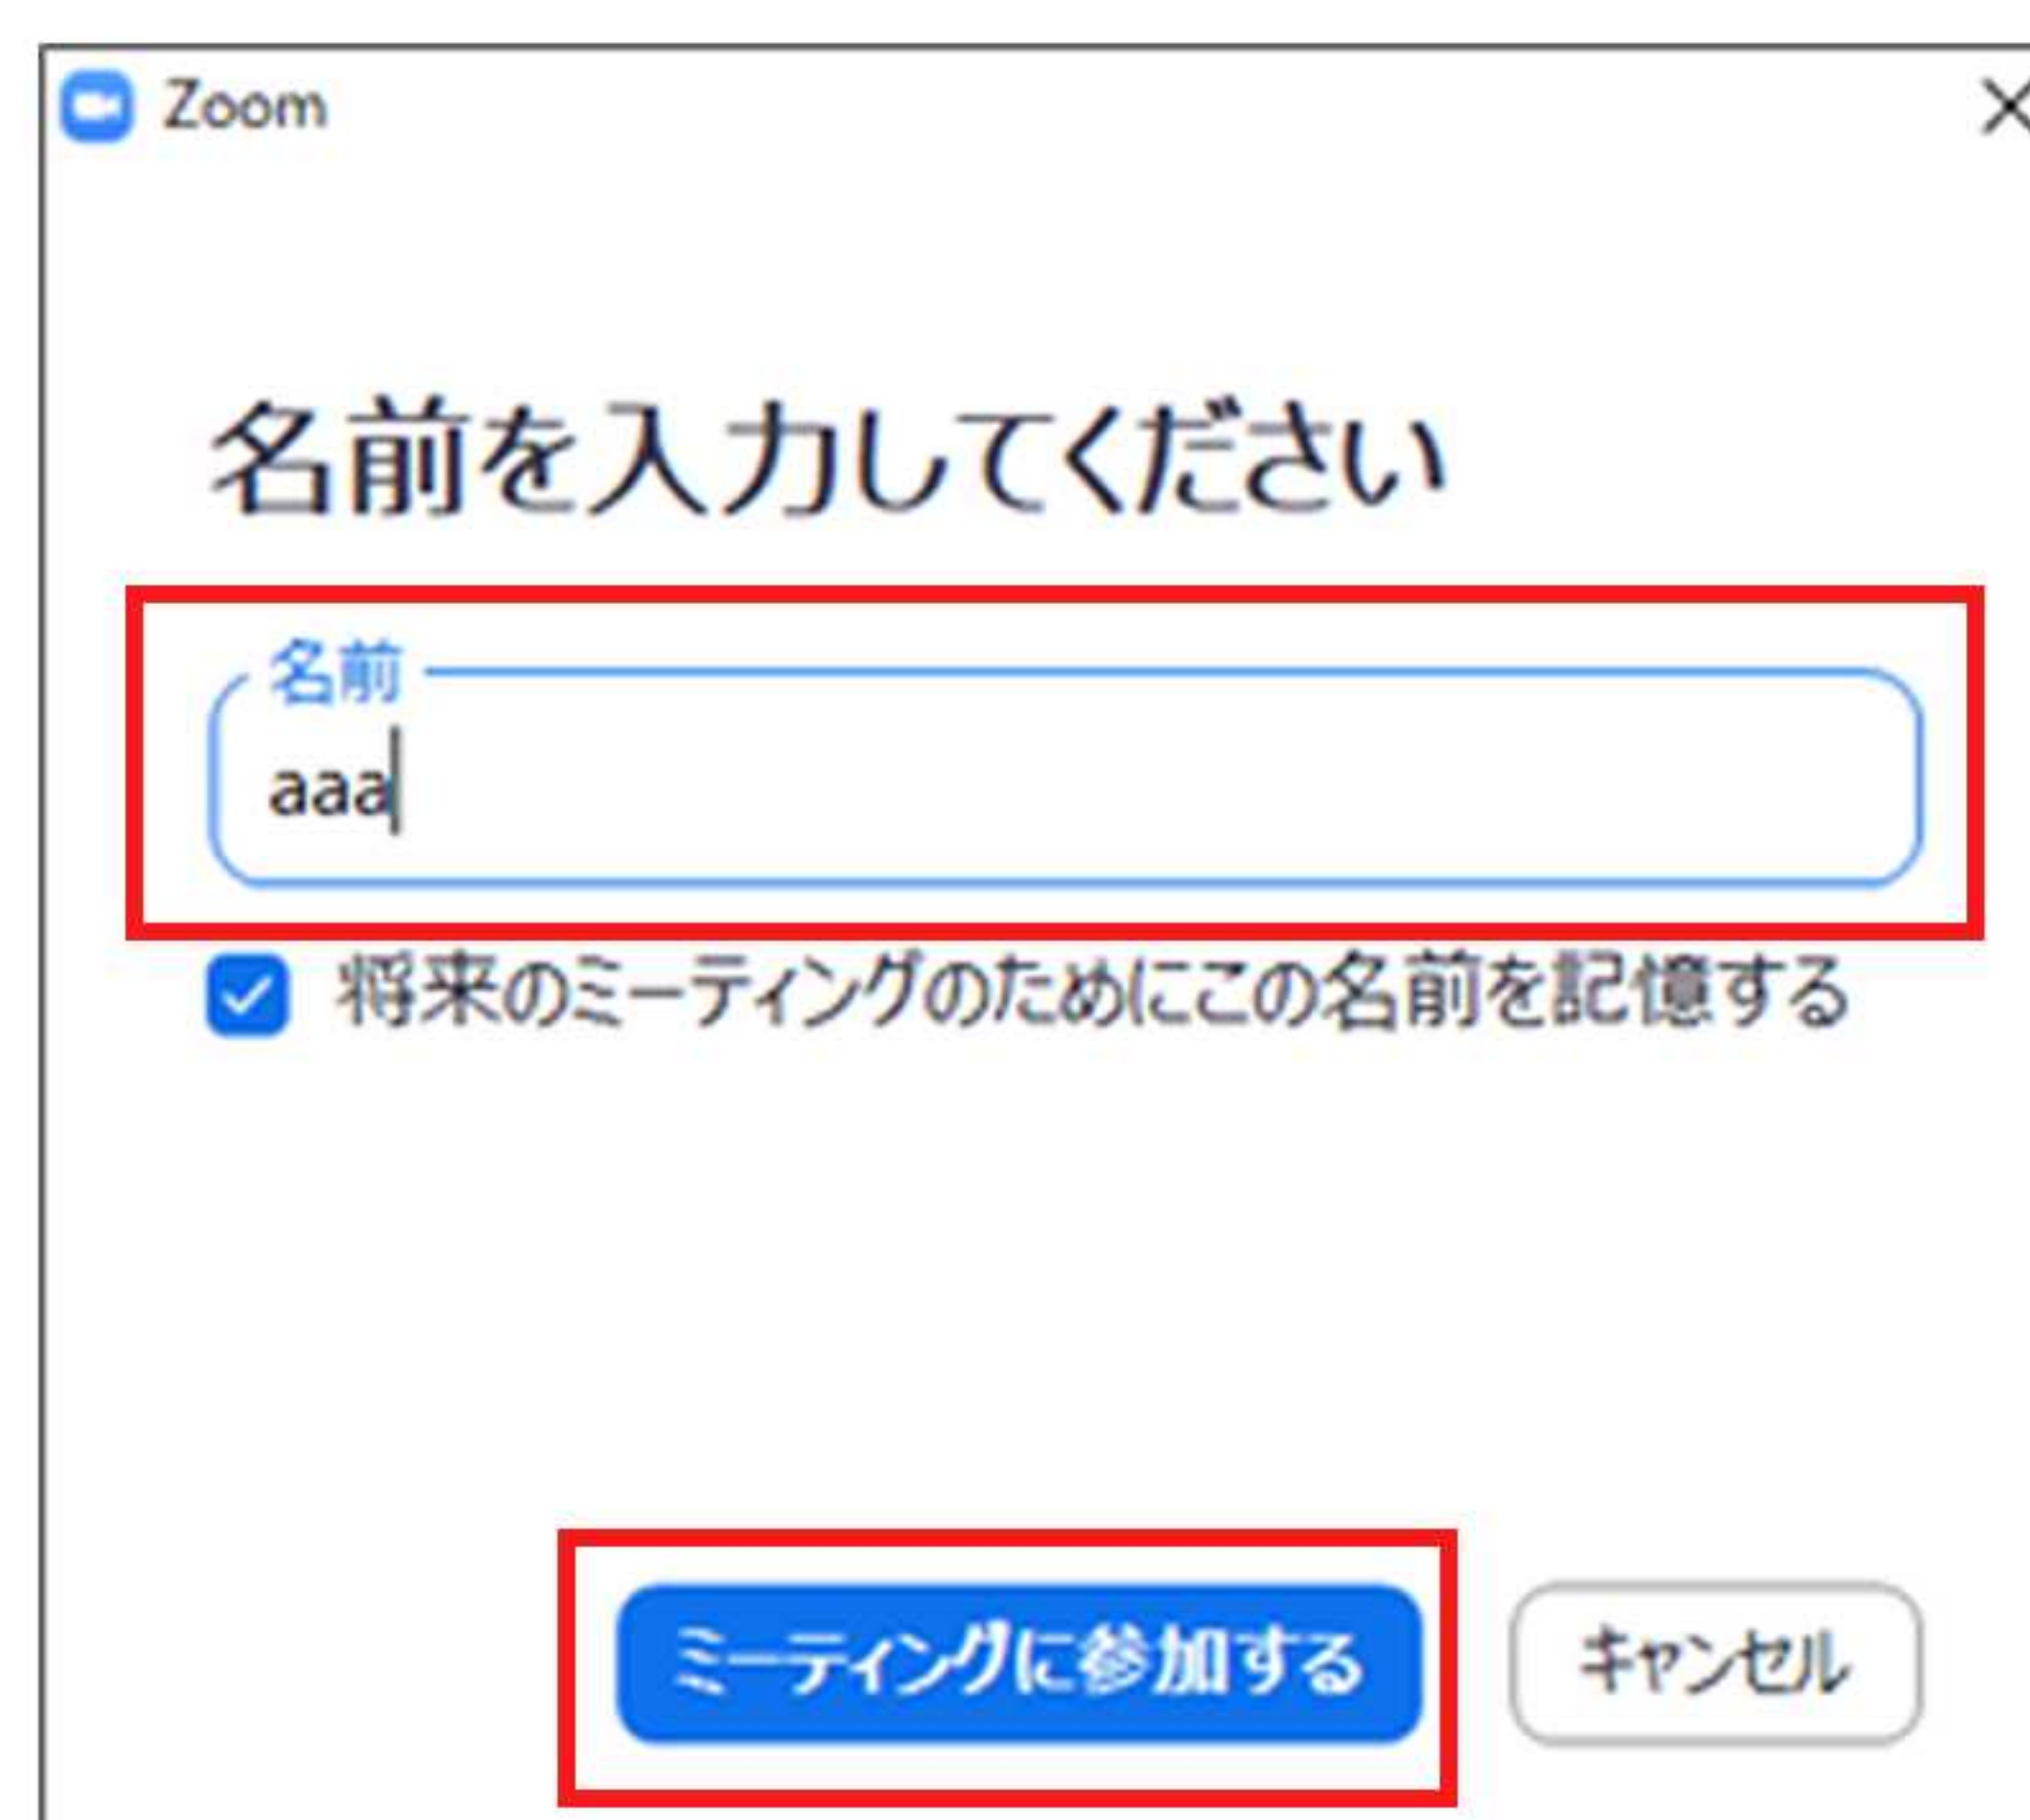 Zoom
名前を入力してください
名前
aaa
将来のミーティングのためにこの名前を記憶する
ミーティングに参加する
キャンセル